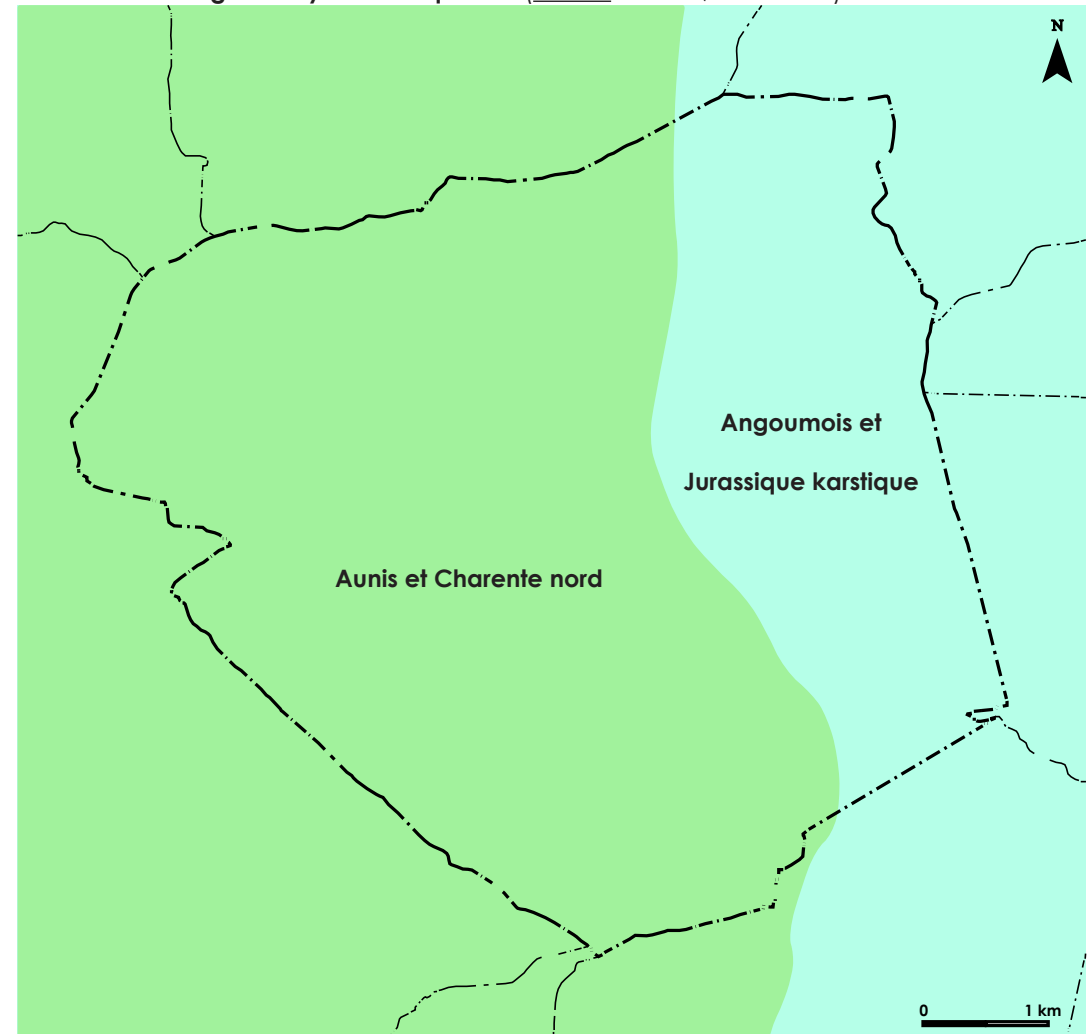 N
Angoumois et
Jurassique karstique
Aunis et Charente nord
0 1 km